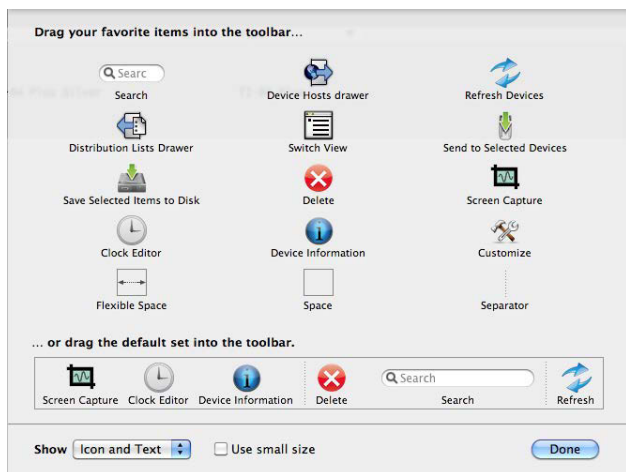 Drag your favorite items into the toolbar...
Searc
Search
Device Hosts drawer
Refresh Devices
Distribution Lists Drawer
Switch View
Send to Selected Devices
Save Selected Items to Disk
Delete
Screen Capture
Clock Editor
Device Information
Customize
Flexible Space
Space
Separator
... or drag the default set into the toolbar.
Search
Screen Capture
Clock Editor
Device Information
Delete
Search
Refresh
Show
Icon and Text
Use small size
Done